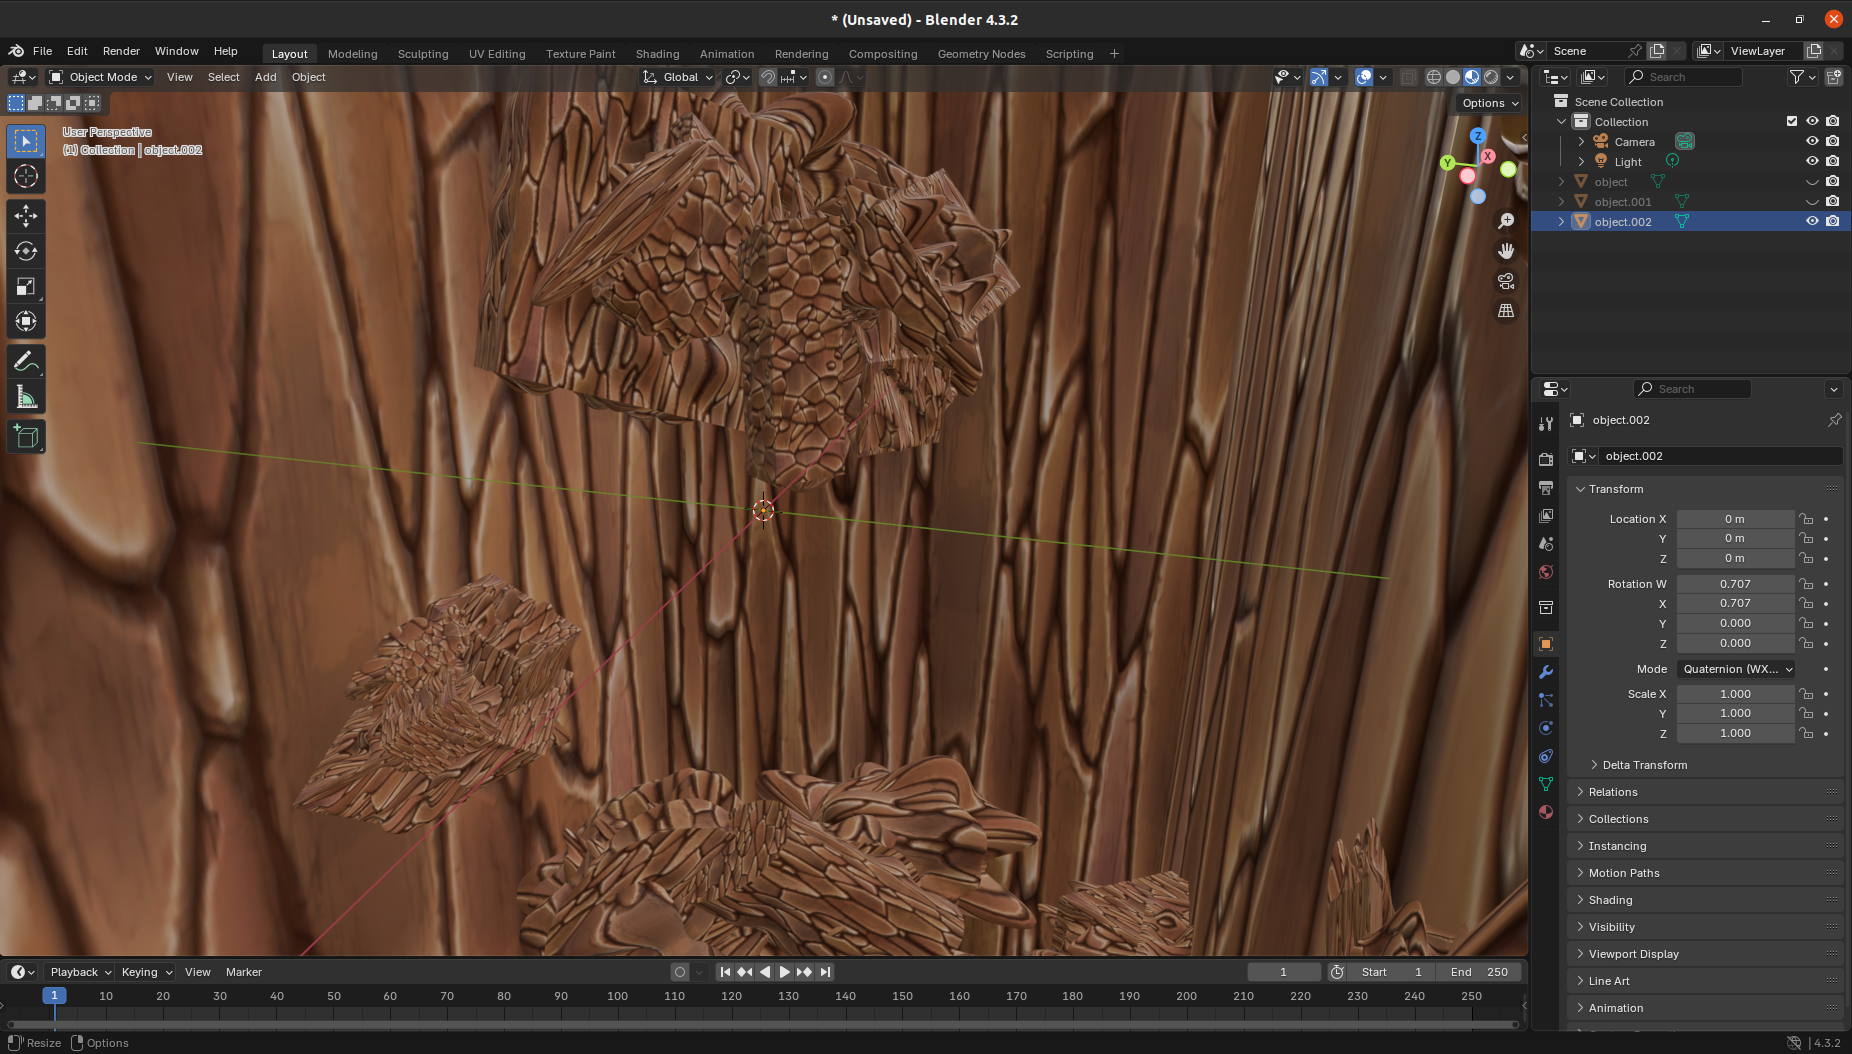 * (Unsaved) - Blender 4.3.2
File Edit Render Window Help
Layout Modeling Sculpting UV Editing Texture Paint Shading Animation Rendering Compositing Geometry Nodes Scripting +
Scene
ViewLayer
Object Mode View Select Add Object
Global
Search
Options
User Perspective
(1) Collection | object.002
Z
Y
X
Scene Collection
Collection
Camera
Light
object
object.001
object.002
Search
object.002
object.002
Transform
Location X 0 m
Y 0 m
Z 0 m
Rotation W 0.707
X 0.707
Y 0.000
Z 0.000
Mode Quaternion (WX...
Scale X 1.000
Y 1.000
Z 1.000
Delta Transform
Relations
Collections
Instancing
Motion Paths
Shading
Visibility
Viewport Display
Line Art
Animation
Playback Keying View Marker
1 Start 1 End 250
1 10 20 30 40 50 60 70 80 90 100 110 120 130 140 150 160 170 180 190 200 210 220 230 240 250
Resize Options
4.3.2